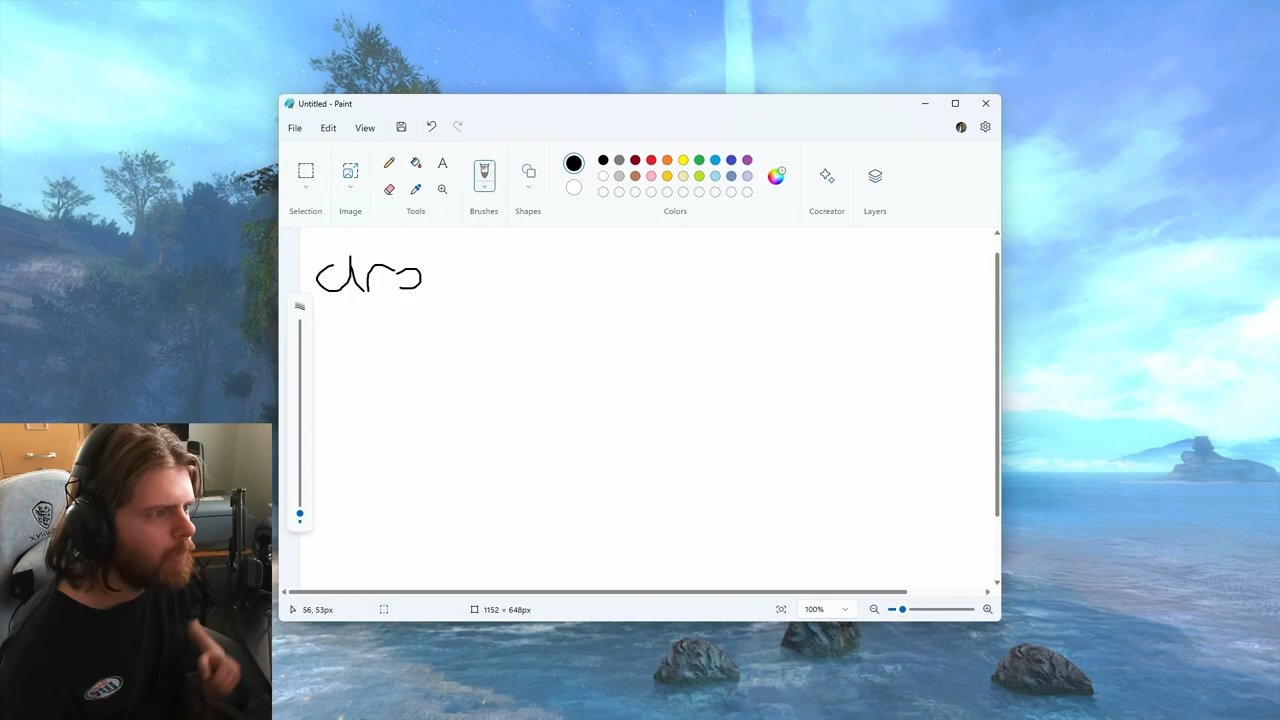 Untitled - Paint
File Edit View
Selection Image Tools Brushes Shapes Colors Cocreator Layers
56, 53px 1152 × 648px 100%